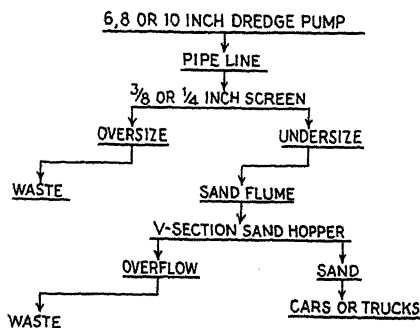 6,8 OR 10 INCH DREDGE PUMP
PIPE LINE
3/8 OR 1/4 INCH SCREEN
OVERSIZE UNDERSIZE
WASTE SAND FLUME
V-SECTION SAND HOPPER
OVERFLOW SAND
WASTE CARS OR TRUCKS